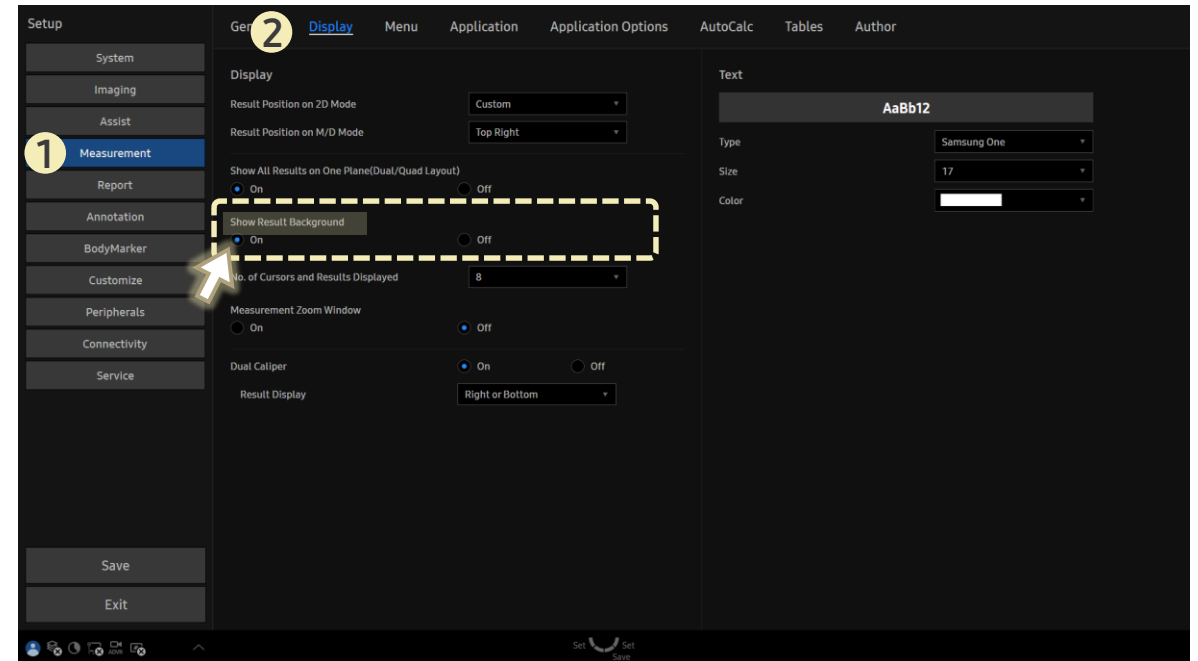 Setup
System
Imaging
Assist
1
Measurement
Report
Annotation
BodyMarker
Customize
Peripherals
Connectivity
Service
Save
Exit
2 Display Menu Application Application Options AutoCalc Tables Author
Display
Result Position on 2D Mode Custom
Result Position on M/D Mode Top Right
Show All Results on One Plane(Dual/Quad Layout)
On Off
Show Result Background
On Off
No. of Cursors and Results Displayed 8
Measurement Zoom Window
On Off
Dual Caliper On Off
Result Display Right or Bottom
Text
AaBb12
Type Samsung One
Size 17
Color
ADVR
Set Set
Save